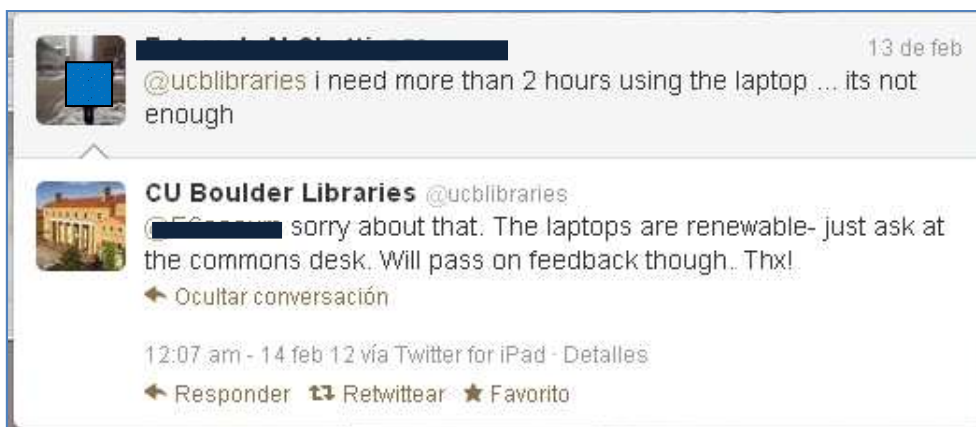 13 de feb
@ucblibraries i need more than 2 hours using the laptop ... its not
enough
CU Boulder Libraries @ucblibraries
sorry about that. The laptops are renewable- just ask at
the commons desk. Will pass on feedback though. Thx!
Ocultar conversación
12:07 am - 14 feb 12 vía Twitter for iPad · Detalles
Responder Retwittear Favorito